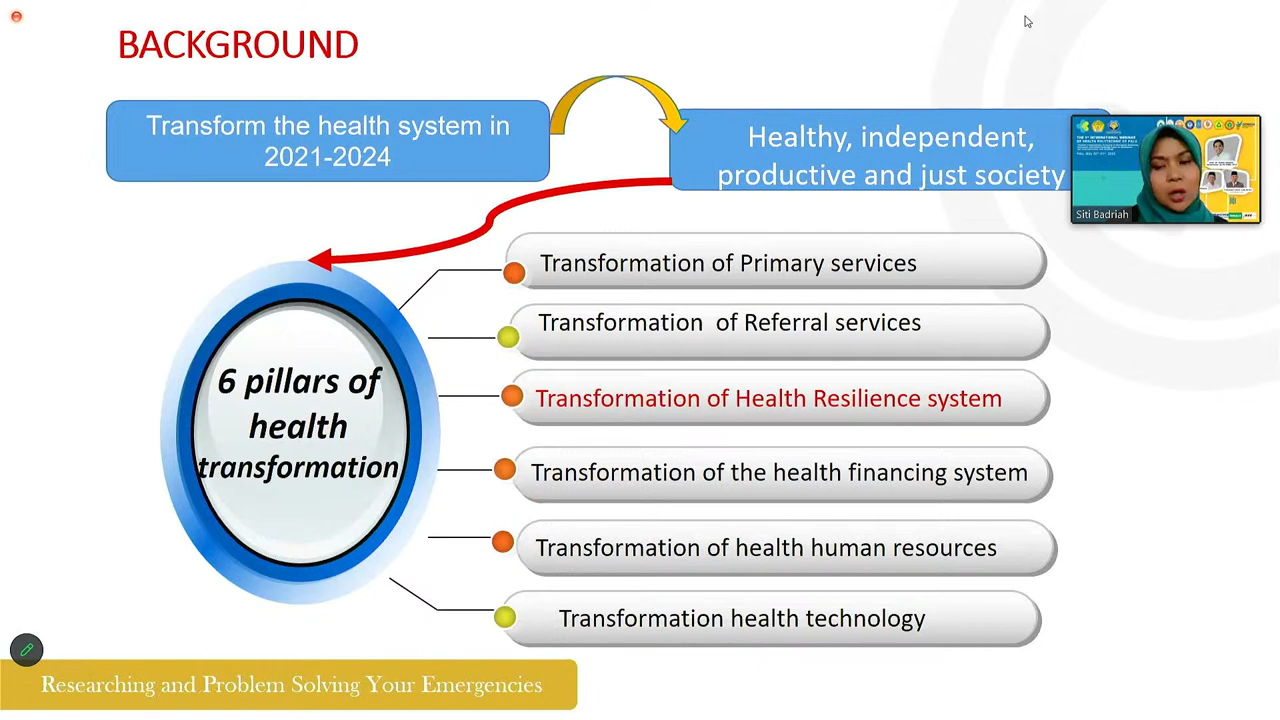 BACKGROUND
Transform the health system in
2021-2024
Healthy, independent,
productive and just society
Siti Badriah
6 pillars of
health
transformation
Transformation of Primary services
Transformation of Referral services
Transformation of Health Resilience system
Transformation of the health financing system
Transformation of health human resources
Transformation health technology
Researching and Problem Solving Your Emergencies